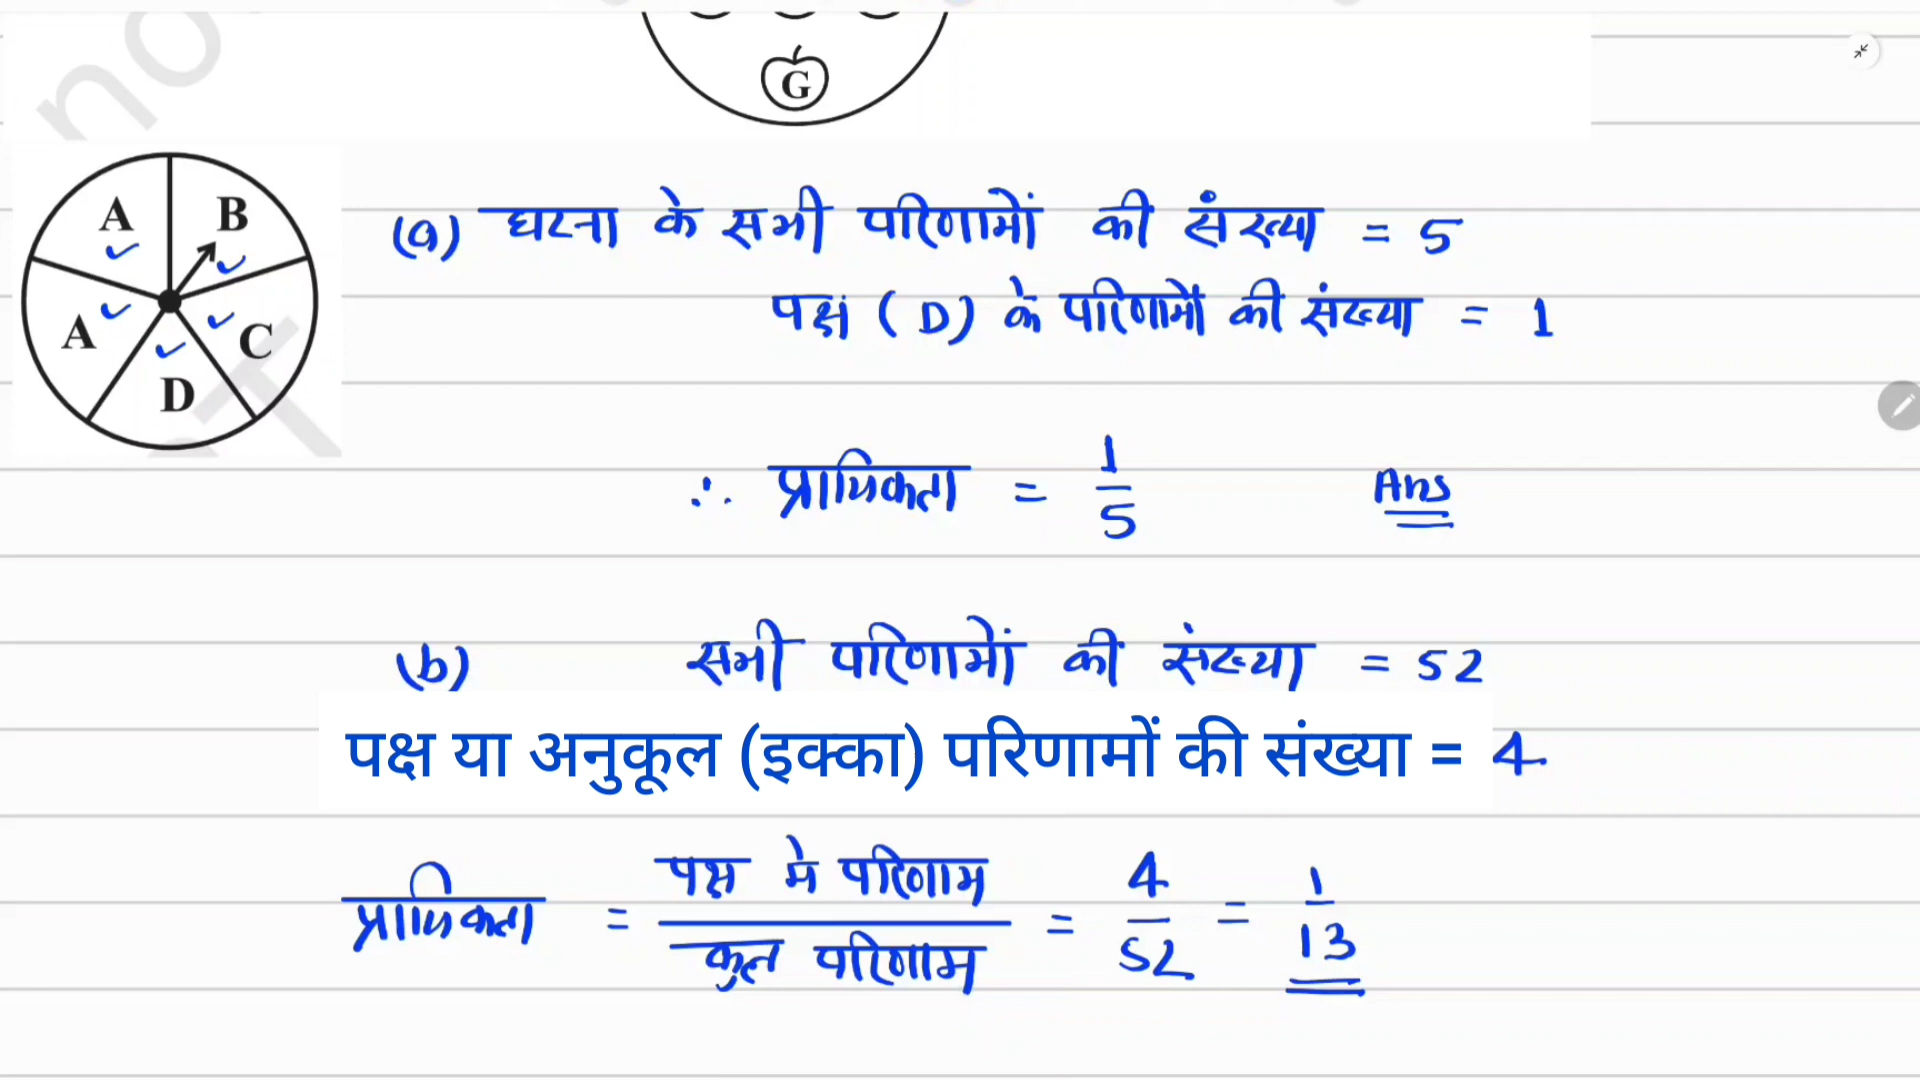 no
G
A B
A C
D
T
(a) घटना के सभी परिणामों की संख्या = 5
पक्ष (D) के परिणामों की संख्या = 1
∴ प्रायिकता = 1/5 Ans
(b) सभी परिणामों की संख्या = 52
पक्ष या अनुकूल (इक्का) परिणामों की संख्या = 4
प्रायिकता = पक्ष मे परिणाम / कुल परिणाम = 4/52 = 1/13